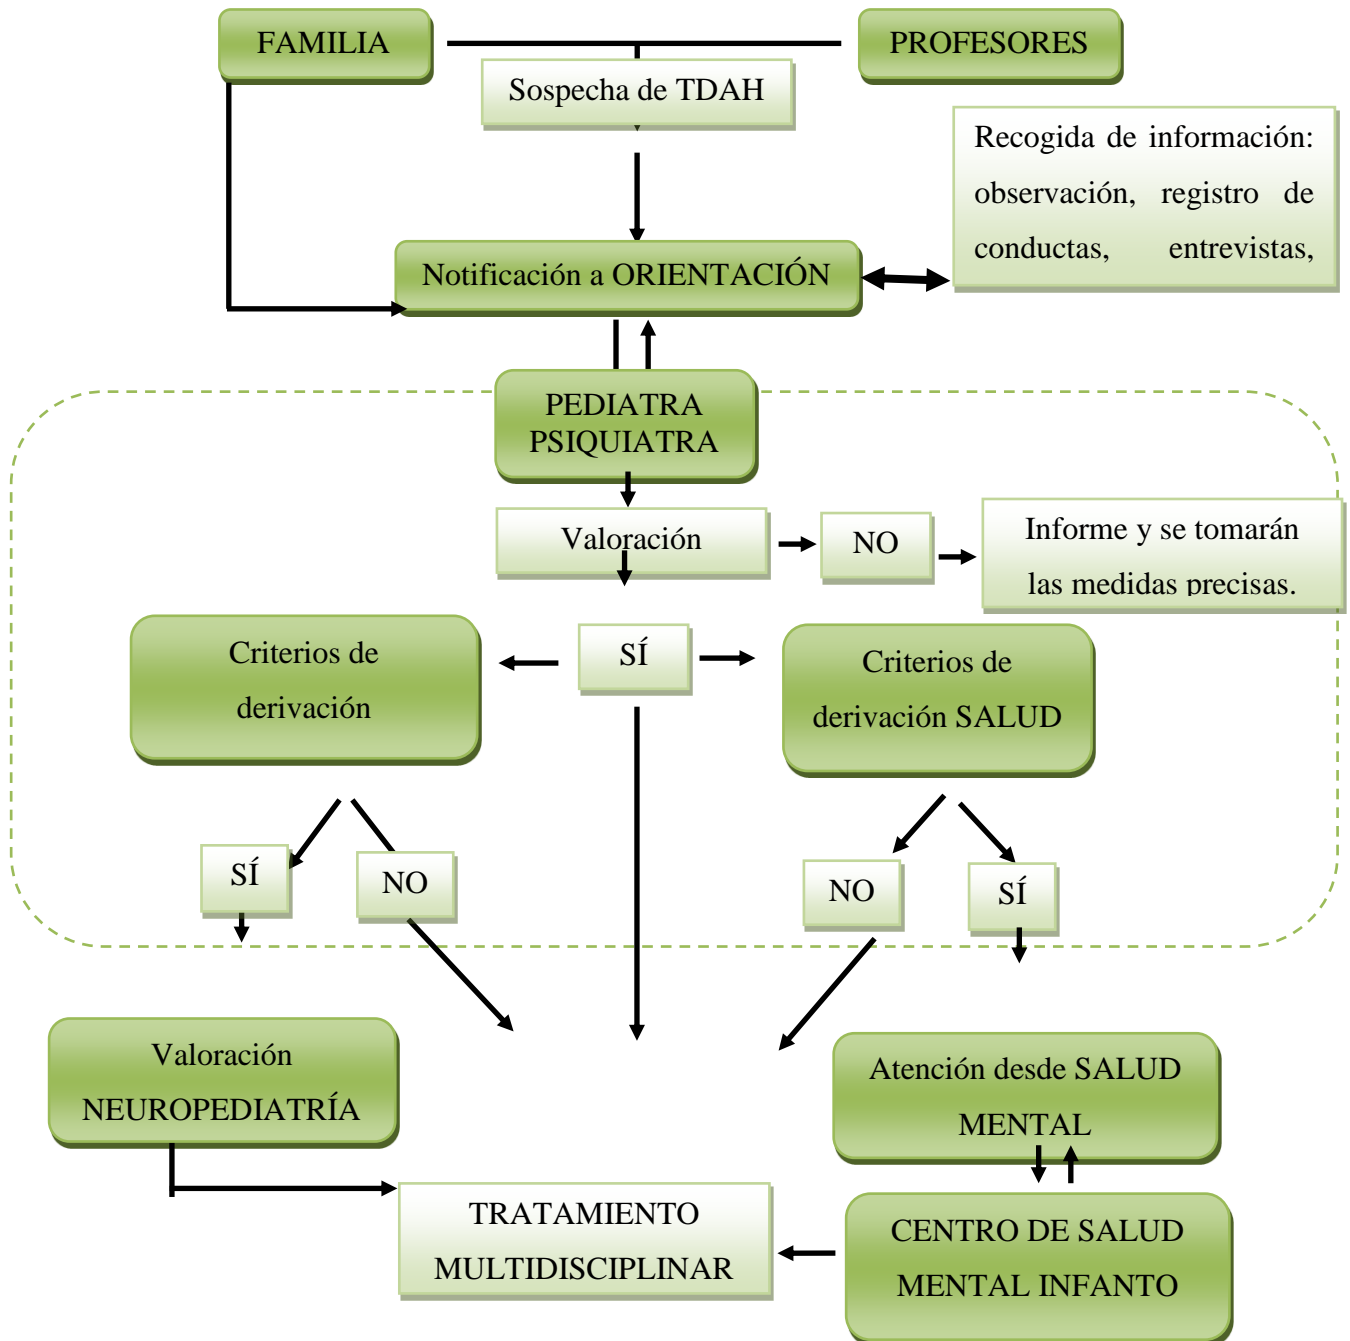 FAMILIA
PROFESORES
Sospecha de TDAH
Recogida de información:
observación, registro de
conductas, entrevistas,
Notificación a ORIENTACIÓN
PEDIATRA
PSIQUIATRA
Valoración
NO
Informe y se tomarán
las medidas precisas.
Criterios de
derivación
SÍ
Criterios de
derivación SALUD
SÍ
NO
NO
SÍ
Valoración
NEUROPEDIATRÍA
Atención desde SALUD
MENTAL
TRATAMIENTO
MULTIDISCIPLINAR
CENTRO DE SALUD
MENTAL INFANTO